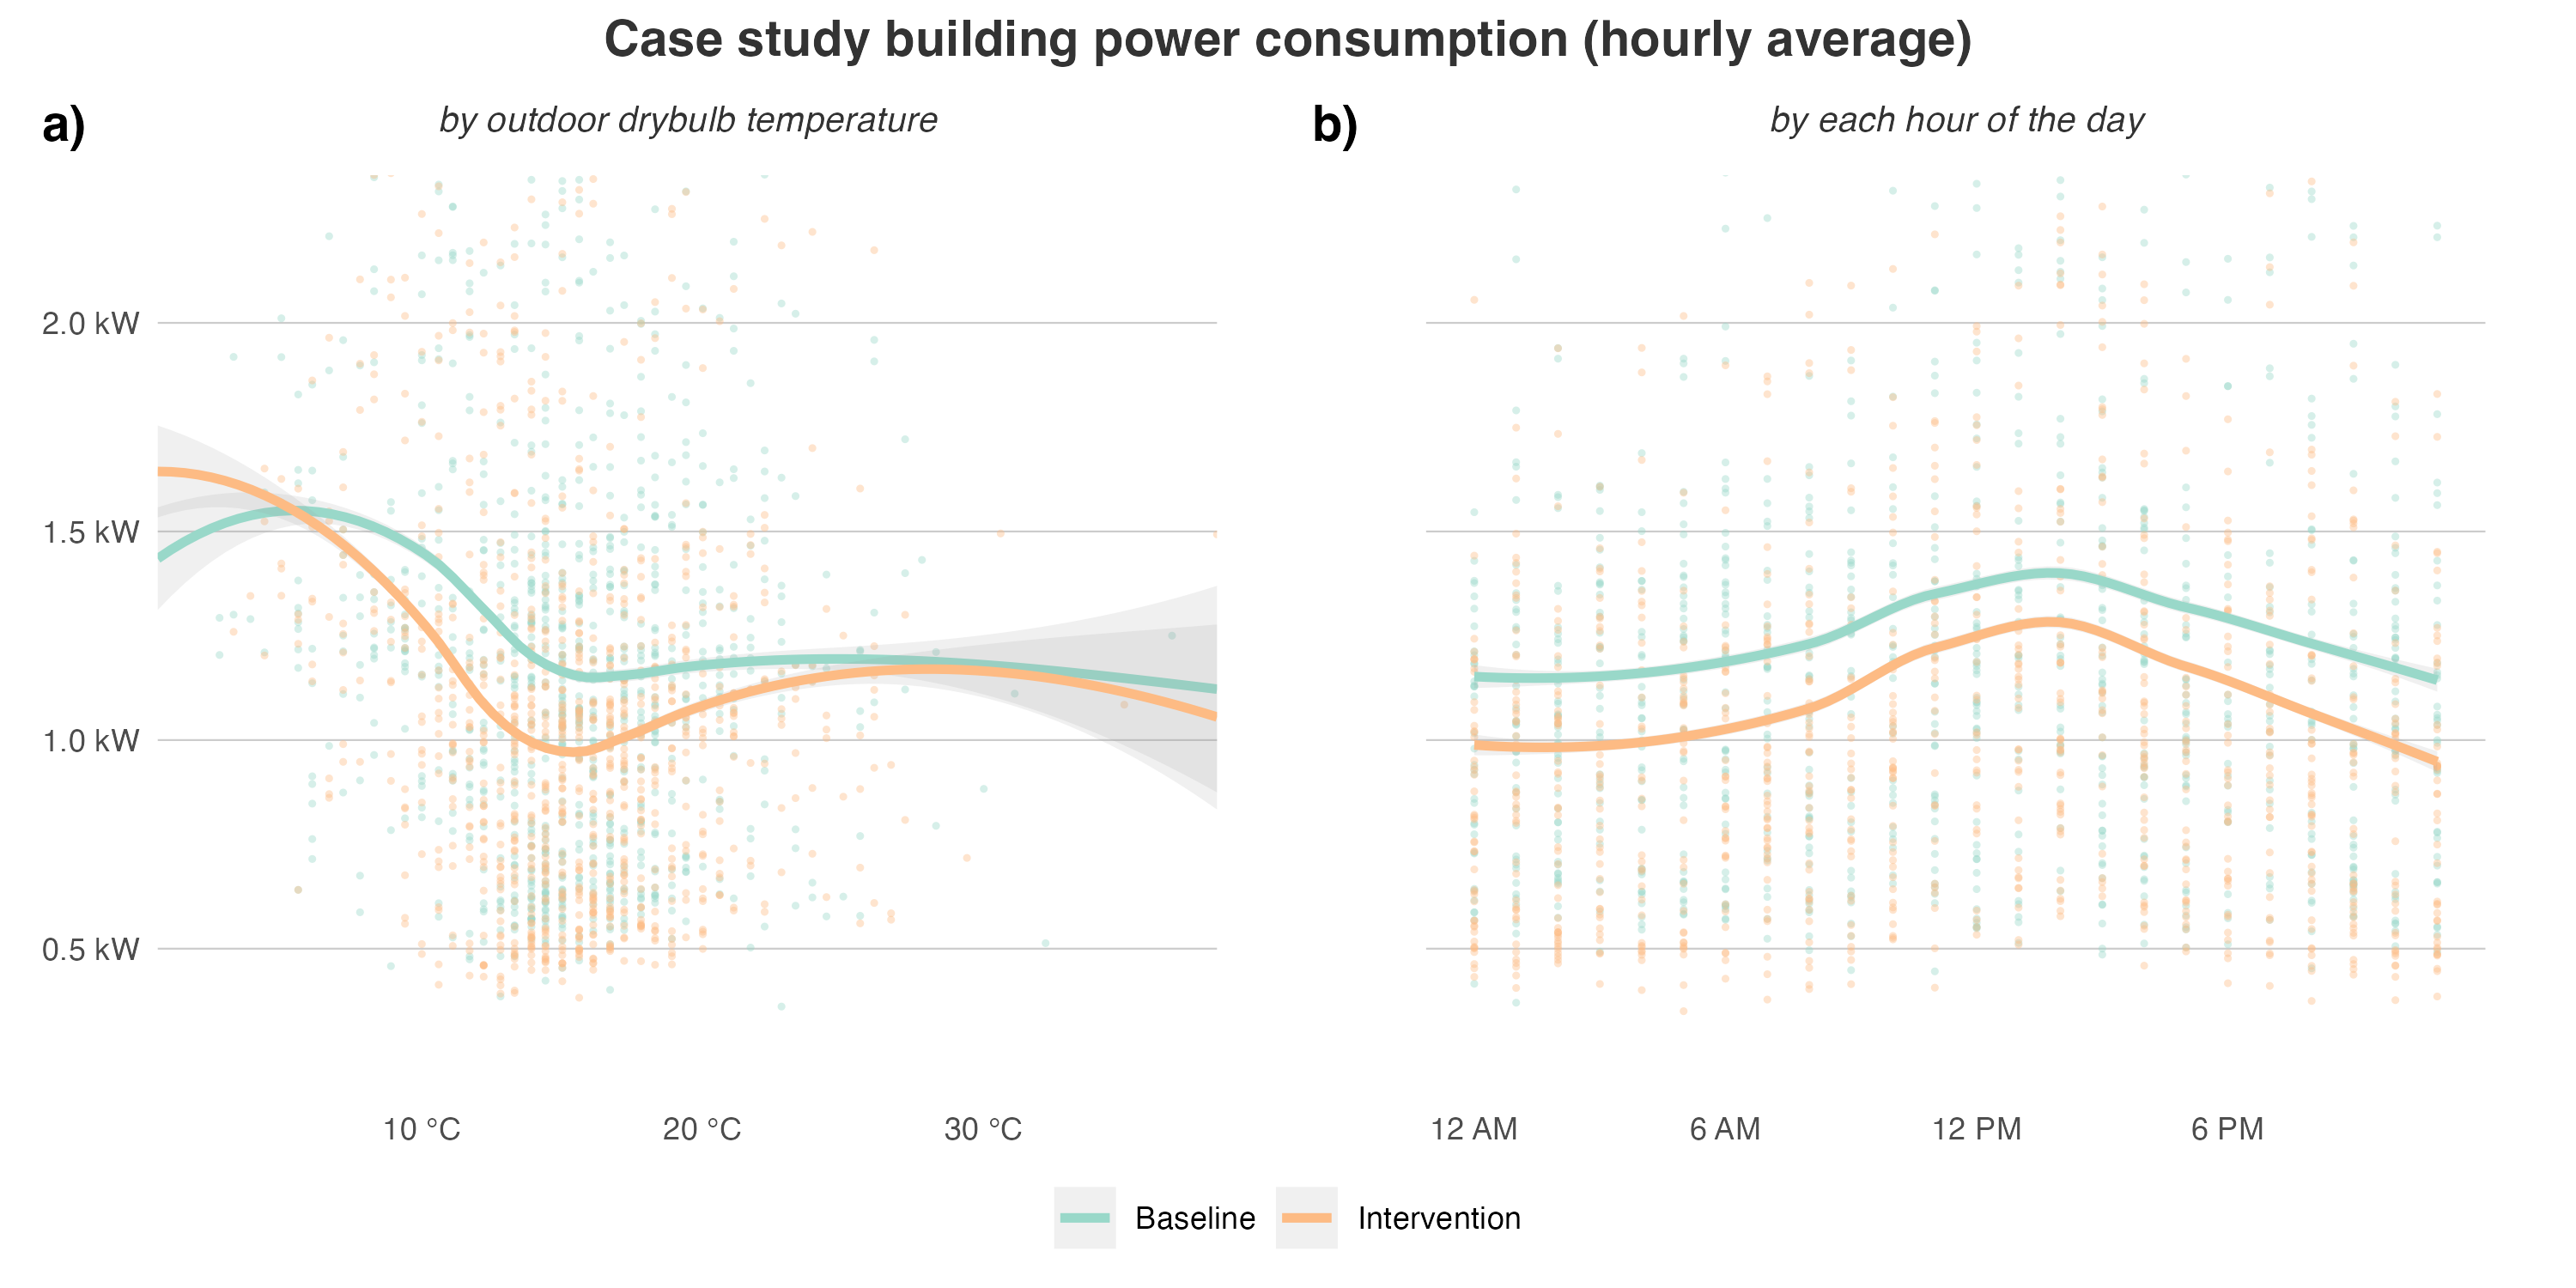 Case study building power consumption (hourly average)
a)
by outdoor drybulb temperature
b)
by each hour of the day
2.0 kW
1.5 kW
1.0 kW
0.5 kW
10 °C
20 °C
30 °C
12 AM
6 AM
12 PM
6 PM
Baseline
Intervention